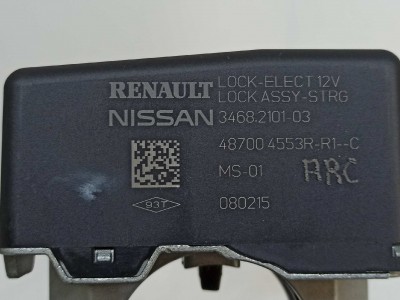 RENAULT LOCK-ELECT 12V
LOCK ASSY-STRG
NISSAN 3468.2101-03
48700 4553R-R1--C
MS-01 ARC
93T 080215